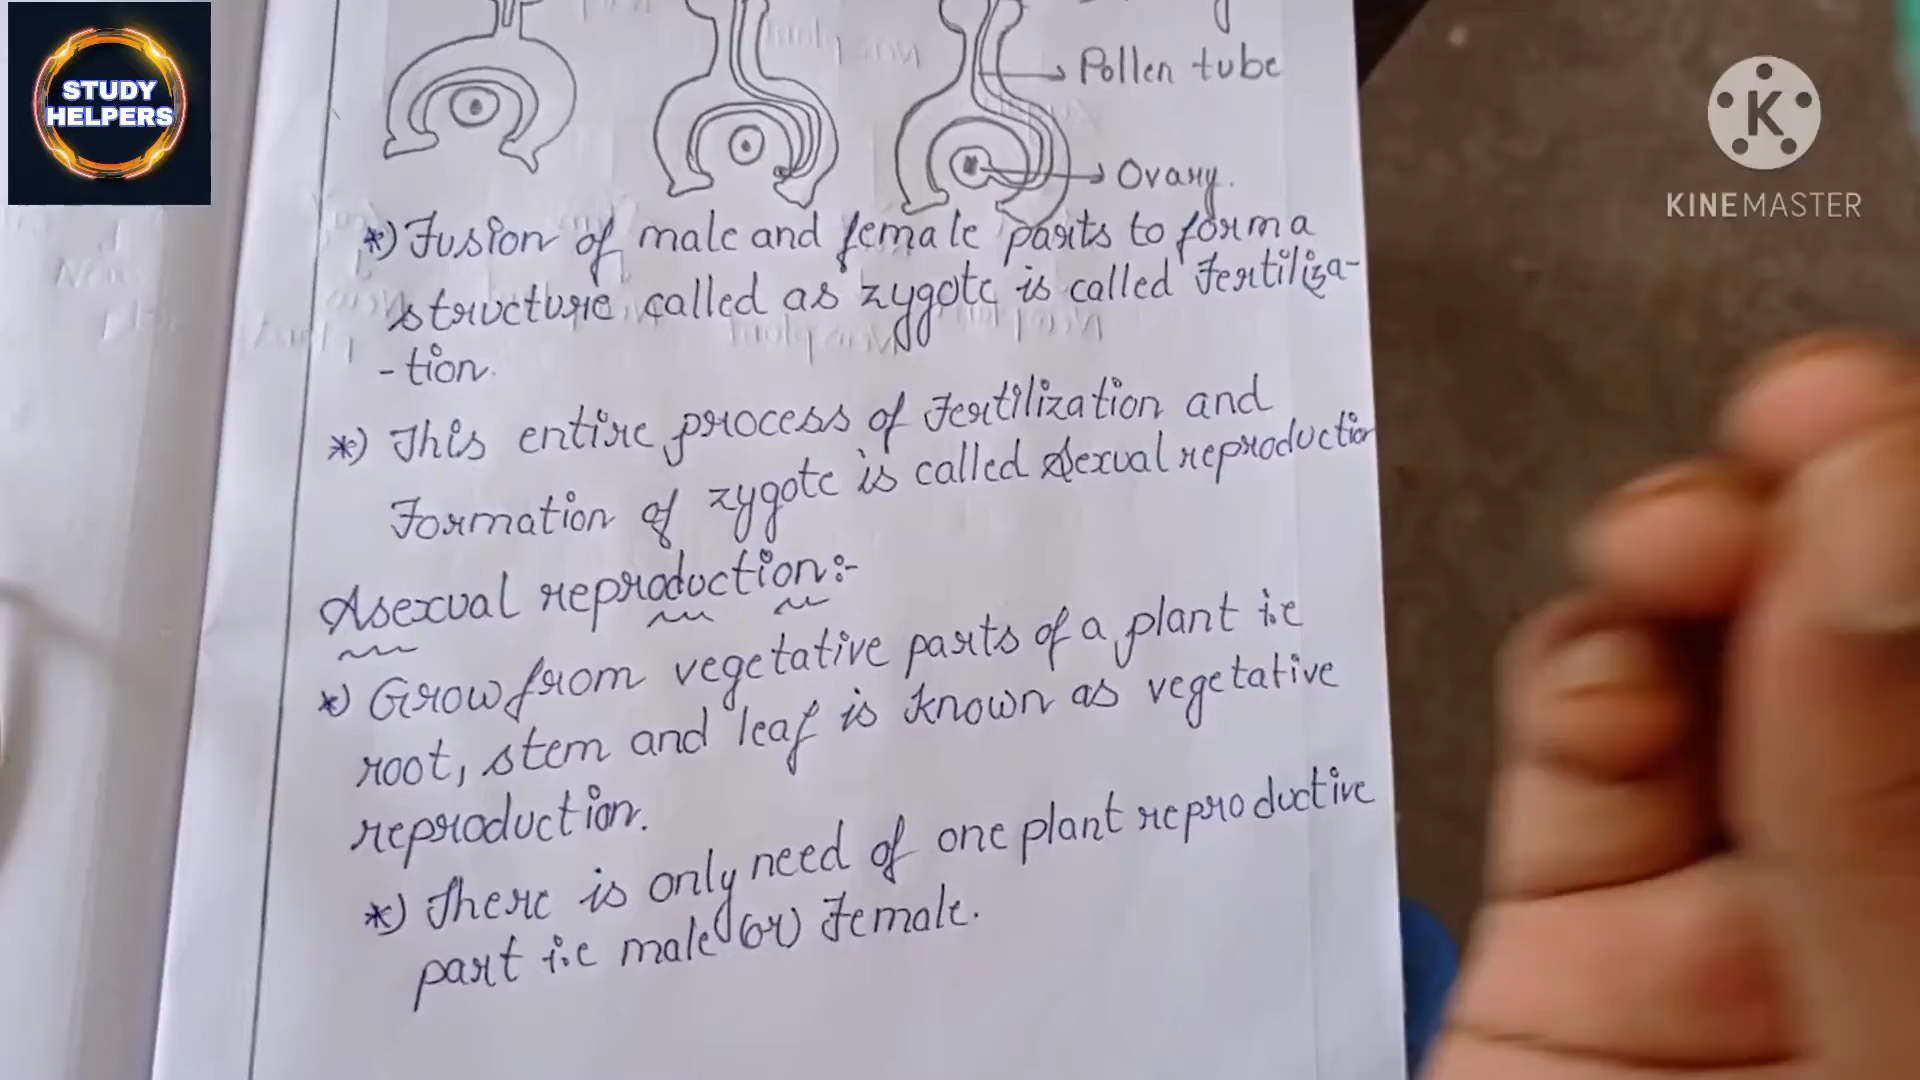 STUDY
HELPERS
K
KINEMASTER
Pollen tube
Ovary.
*) Fusion of male and female parts to form a
structure called as zygote is called Fertiliza-
-tion.
*) This entire process of Fertilization and
Formation of zygote is called Sexual reproduction
Asexual reproduction:-
*) Grow from vegetative parts of a plant i.e
root, stem and leaf is known as vegetative
reproduction.
*) There is only need of one plant reproductive
part i.e male (or) Female.